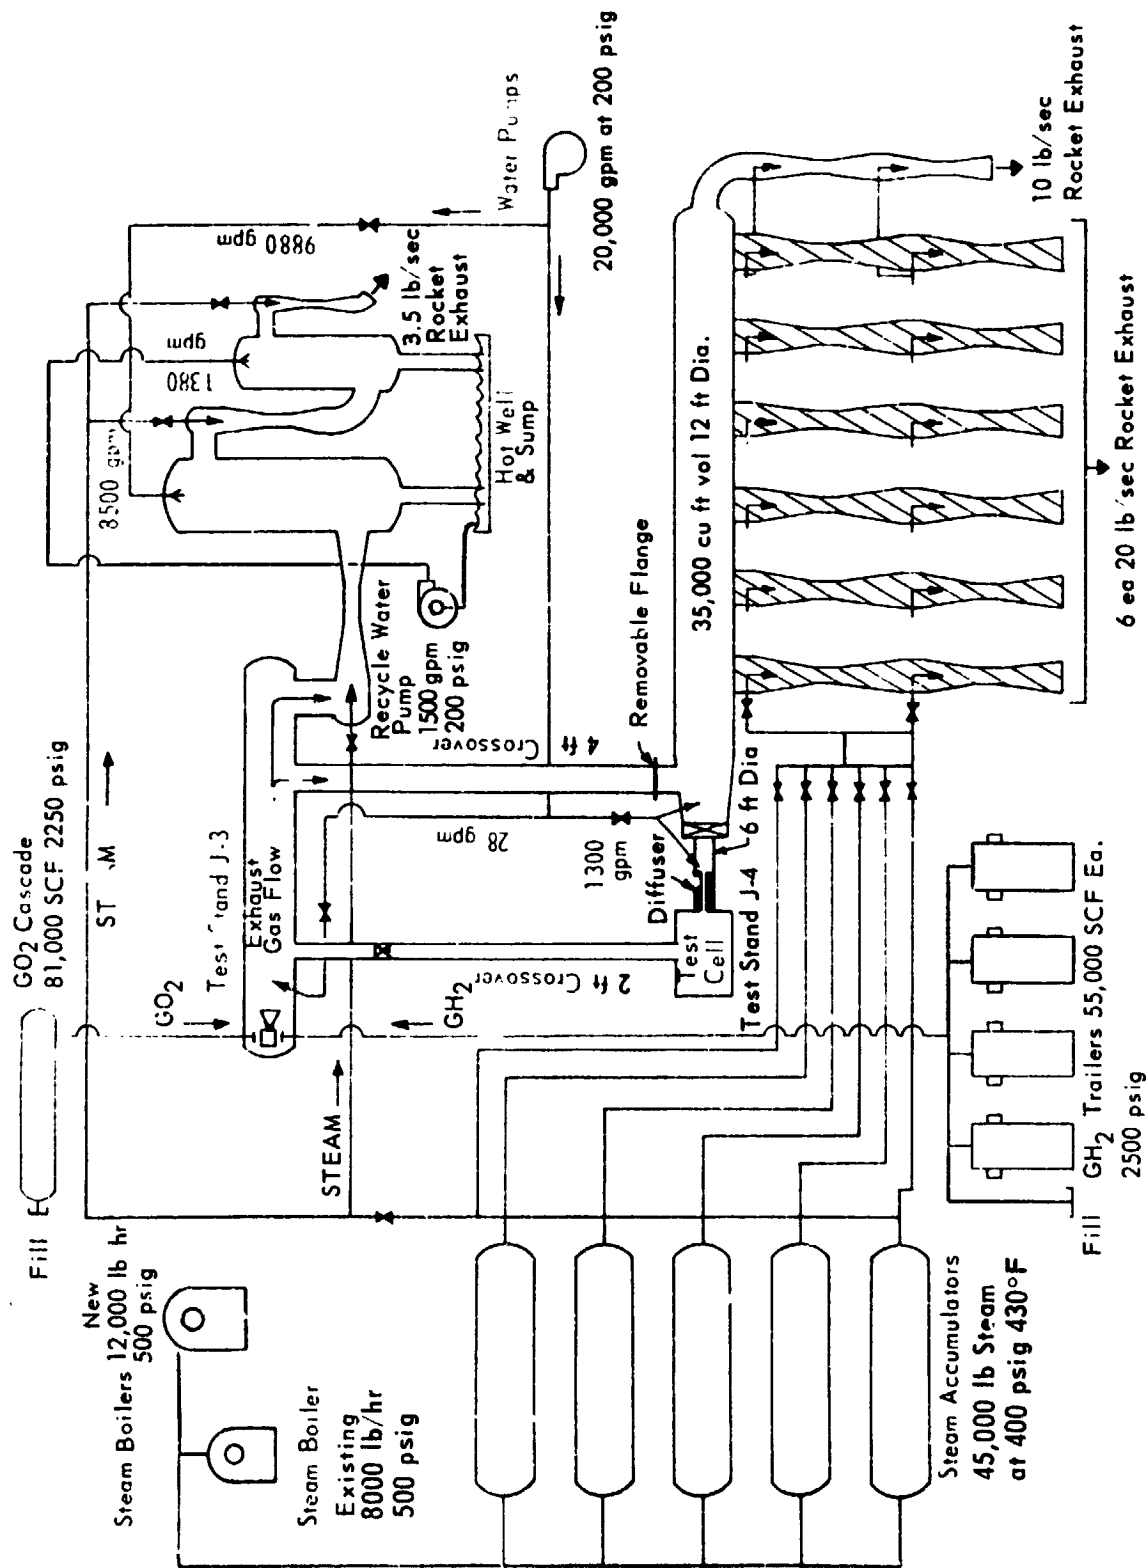 GO2 Cascade
81,000 SCF 2250 psig
Fill
New
Steam Boilers 12,000 lb hr
500 psig
Steam Boiler
Existing
8000 lb/hr
500 psig
STEAM
GO2
GH2
Exhaust
Gas Flow
2 ft Crossover
4 ft
Crossover
28 gpm
1300
gpm
Recycle Water
Pump
1500 gpm
200 psig
8500 gpm
1380
gpm
9880 gpm
3.5 lb/sec
Rocket
Exhaust
Hot Well
& Sump
Water Pumps
20,000 gpm at 200 psig
Removable Flange
Diffuser
6 ft Dia
Test
Cell
Test Stand J-4
35,000 cu ft vol 12 ft Dia.
10 lb/sec
Rocket Exhaust
6 ea 20 lb/sec Rocket Exhaust
Steam Accumulators
45,000 lb Steam
at 400 psig 430°F
Fill
GH2 Trailers 55,000 SCF Ea.
2500 psig